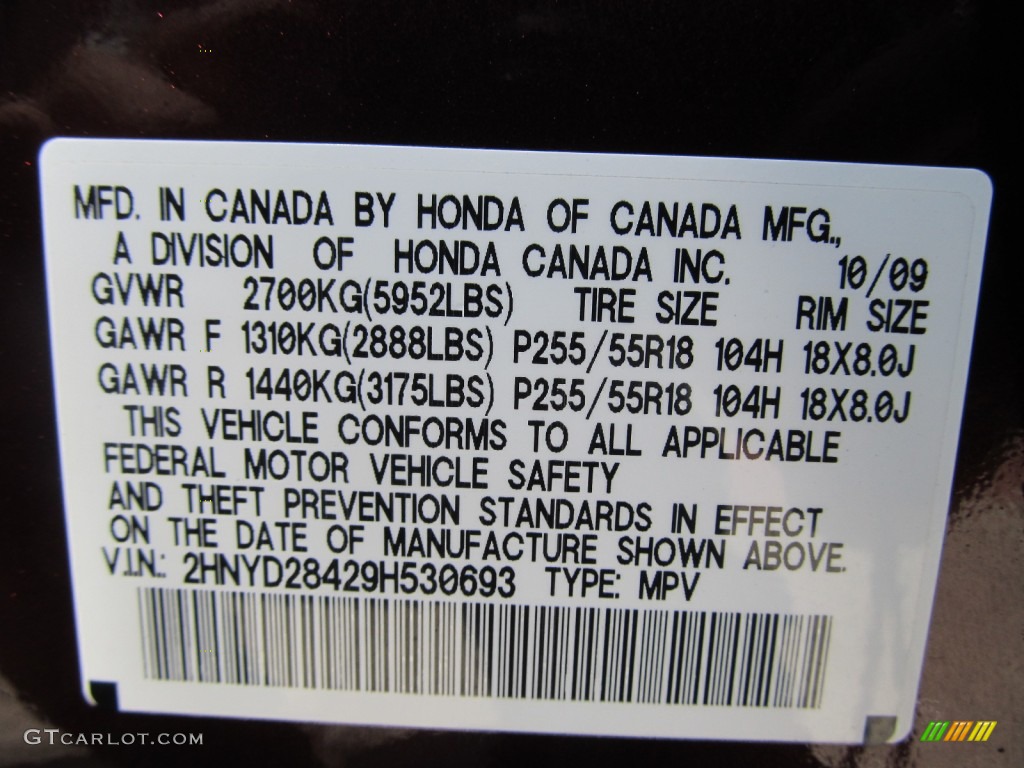 MFD. IN CANADA BY HONDA OF CANADA MFG.,
A DIVISION OF HONDA CANADA INC. 10/09
GVWR 2700KG(5952LBS) TIRE SIZE RIM SIZE
GAWR F 1310KG(2888LBS) P255/55R18 104H 18X8.0J
GAWR R 1440KG(3175LBS) P255/55R18 104H 18X8.0J
THIS VEHICLE CONFORMS TO ALL APPLICABLE
FEDERAL MOTOR VEHICLE SAFETY
AND THEFT PREVENTION STANDARDS IN EFFECT
ON THE DATE OF MANUFACTURE SHOWN ABOVE.
V.I.N.: 2HNYD28429H530693 TYPE: MPV
GTCARLOT.COM